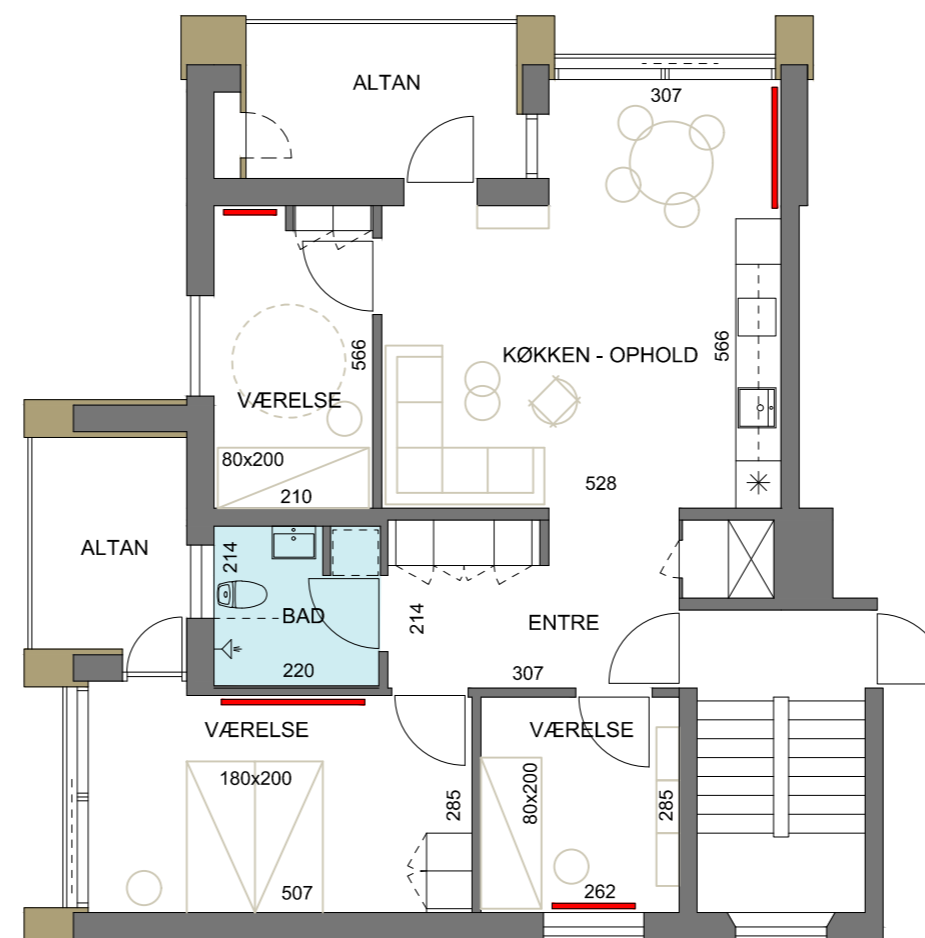 ALTAN
307
KØKKEN - OPHOLD
566
566
VÆRELSE
80x200
210
528
ALTAN
214
BAD
220
214
ENTRE
307
VÆRELSE
180x200
285
507
VÆRELSE
80x200
285
262